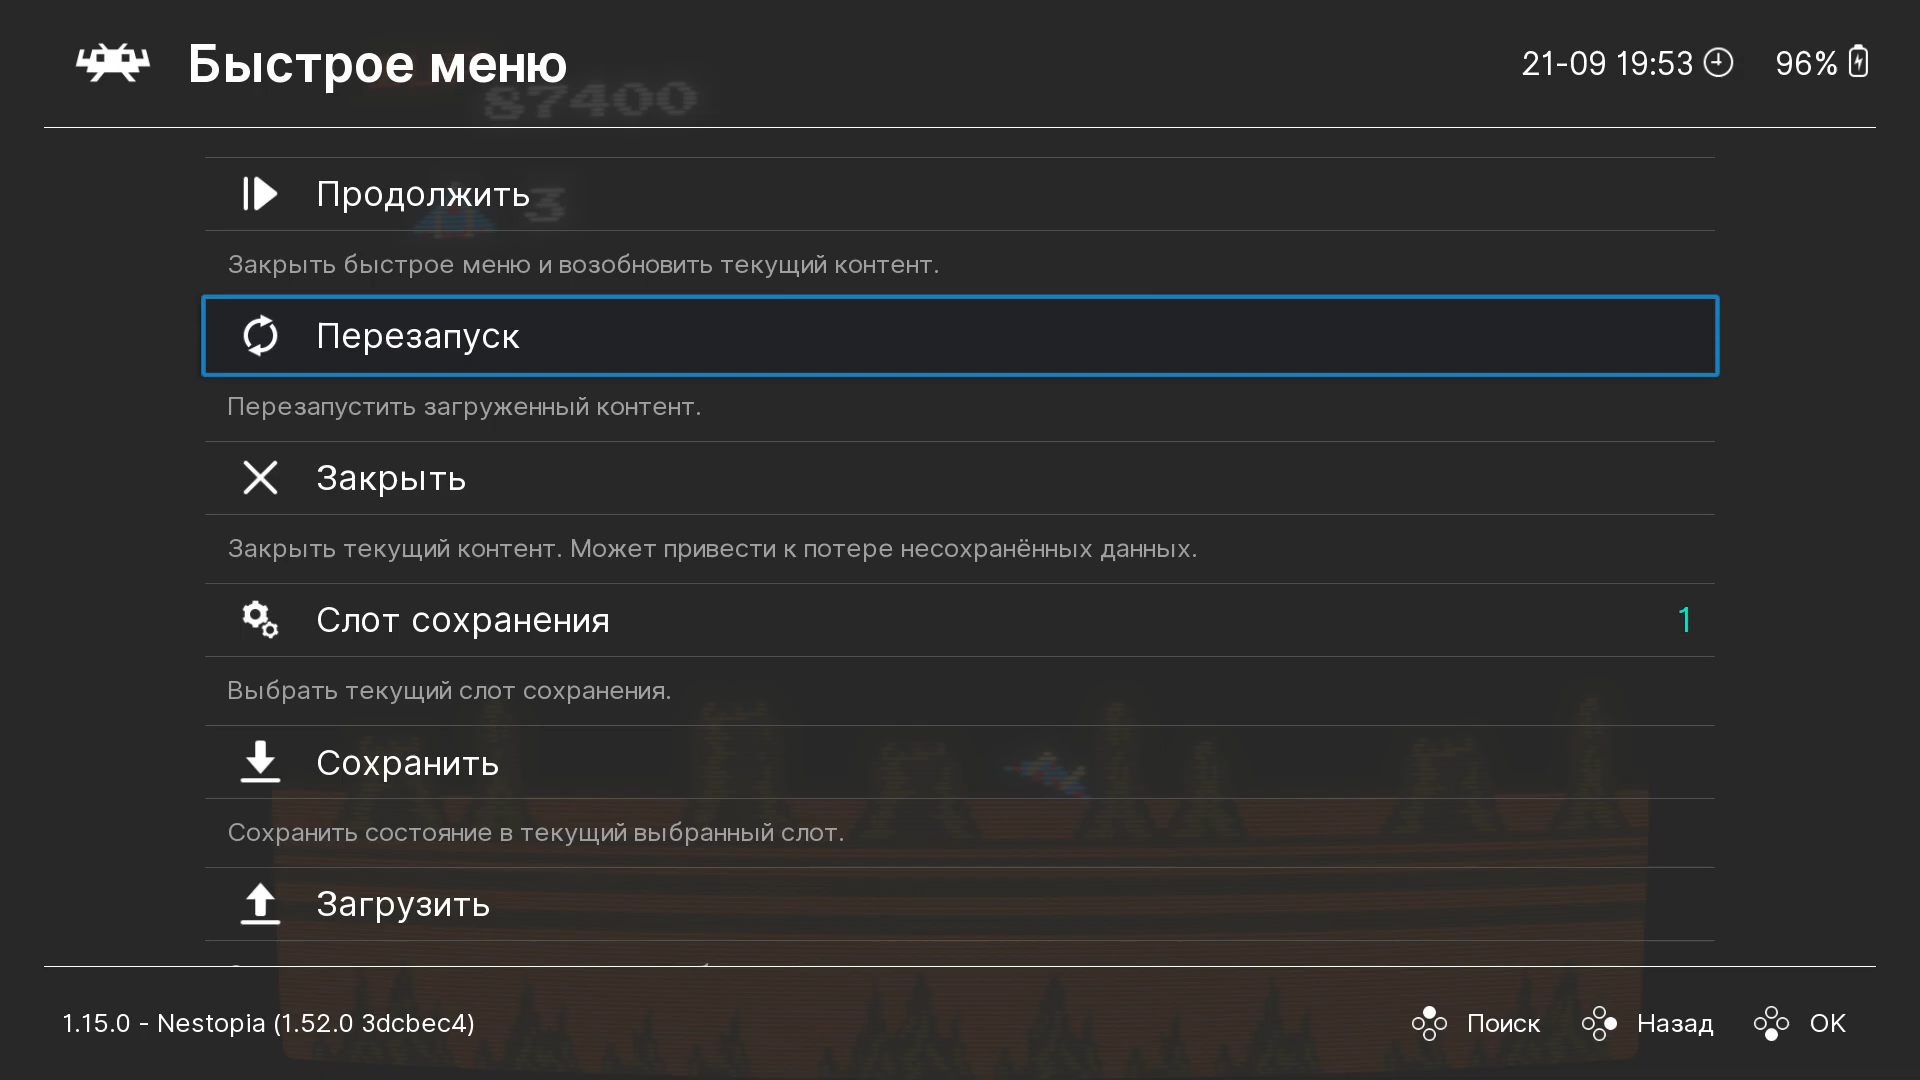 Быстрое меню
21-09 19:53
96%
87400
Продолжить
3
Закрыть быстрое меню и возобновить текущий контент.
Перезапуск
Перезапустить загруженный контент.
Закрыть
Закрыть текущий контент. Может привести к потере несохранённых данных.
Слот сохранения
1
Выбрать текущий слот сохранения.
Сохранить
Сохранить состояние в текущий выбранный слот.
Загрузить
1.15.0 - Nestopia (1.52.0 3dcbec4)
Поиск
Назад
OK